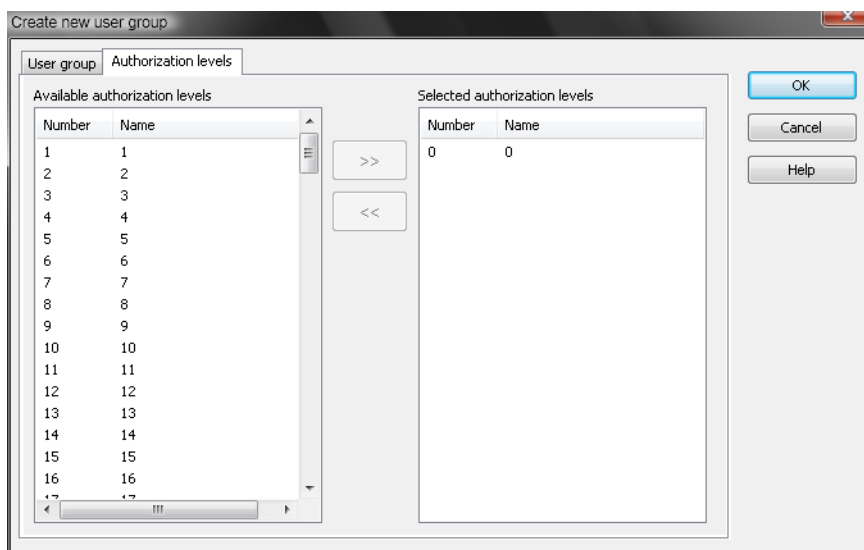 Create new user group
User group Authorization levels
Available authorization levels
Number Name
1 1
2 2
3 3
4 4
5 5
6 6
7 7
8 8
9 9
10 10
11 11
12 12
13 13
14 14
15 15
16 16
17 17
>>
<<
Selected authorization levels
Number Name
0 0
OK
Cancel
Help